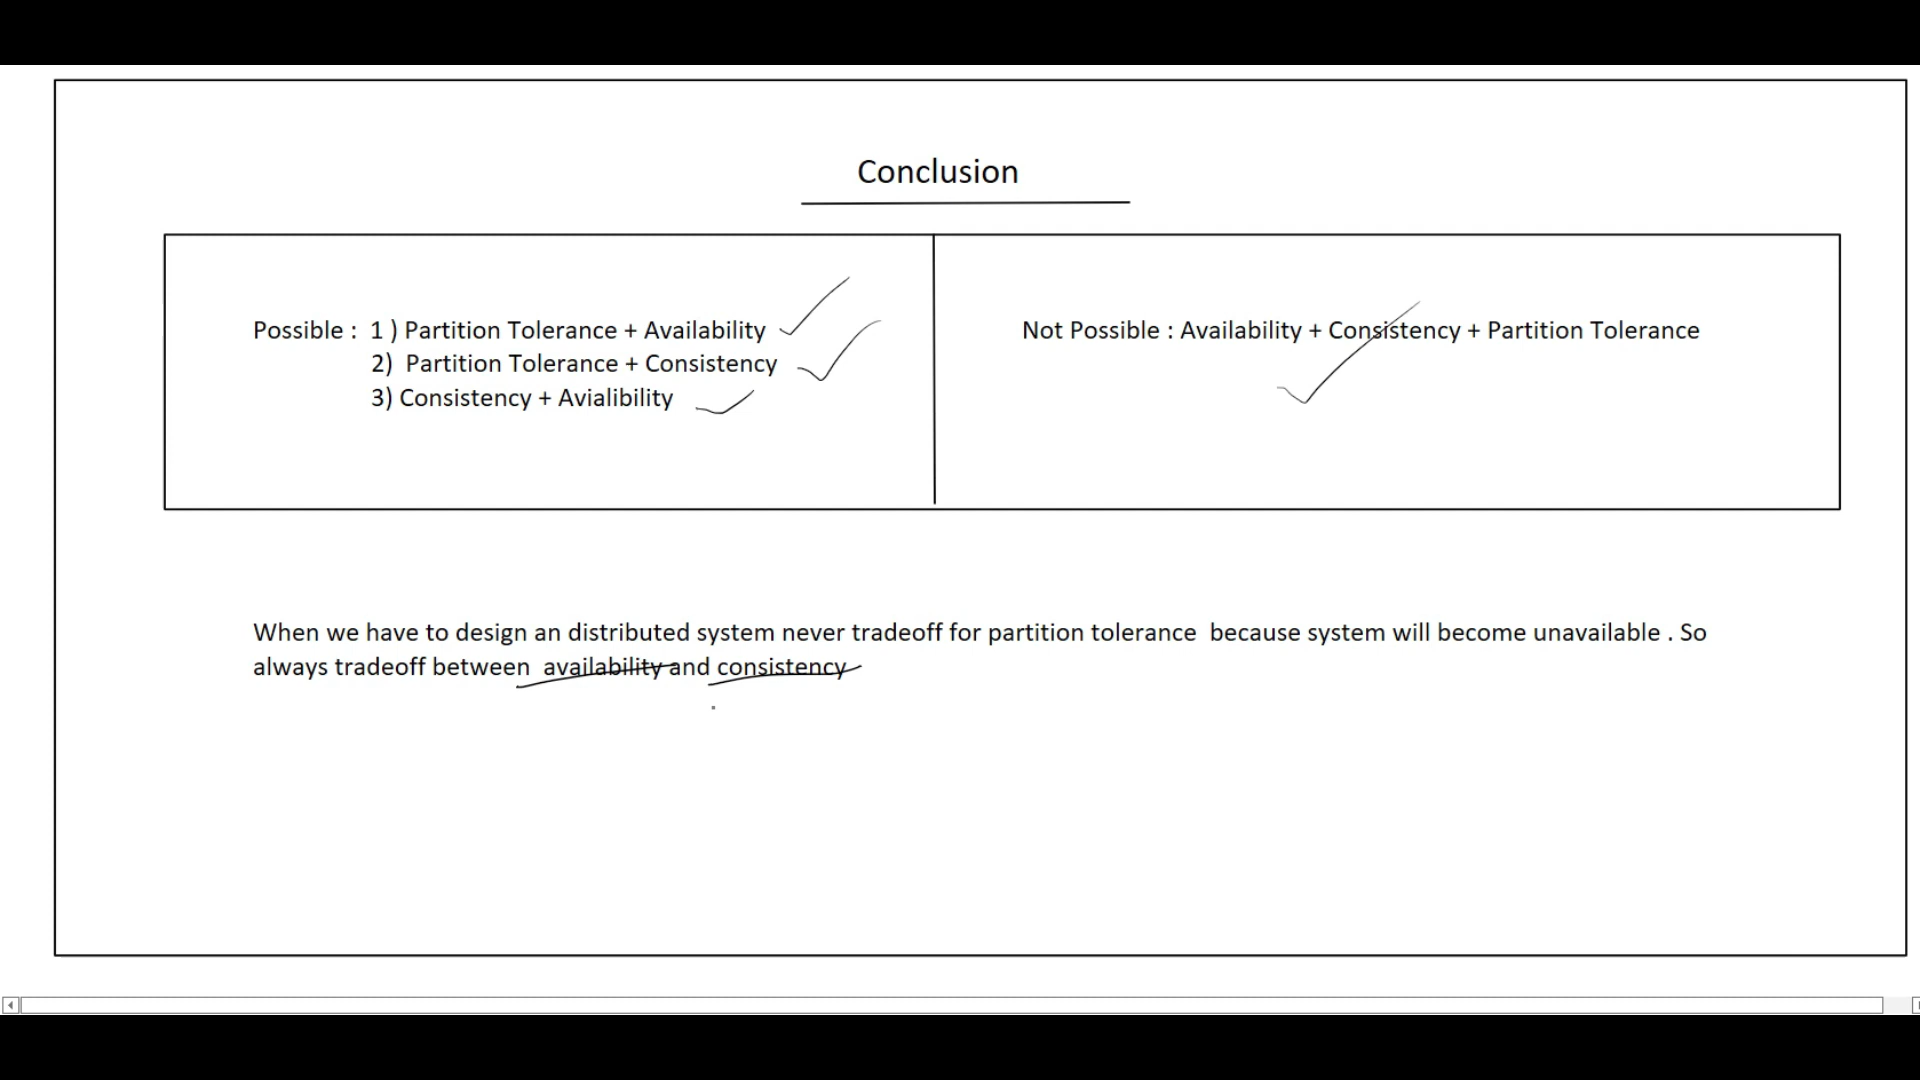 Conclusion
Possible : 1 ) Partition Tolerance + Availability
2) Partition Tolerance + Consistency
3) Consistency + Avialibility
Not Possible : Availability + Consistency + Partition Tolerance
When we have to design an distributed system never tradeoff for partition tolerance because system will become unavailable . So
always tradeoff between availability and consistency